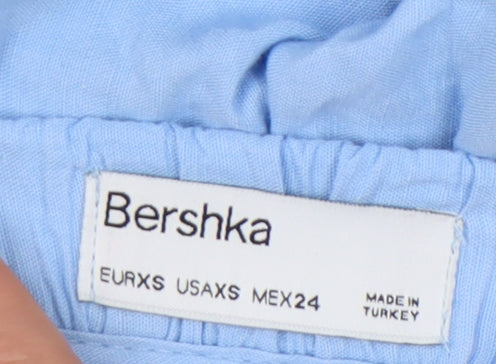 Bershka
EURXS USAXS MEX24
MADE IN
TURKEY